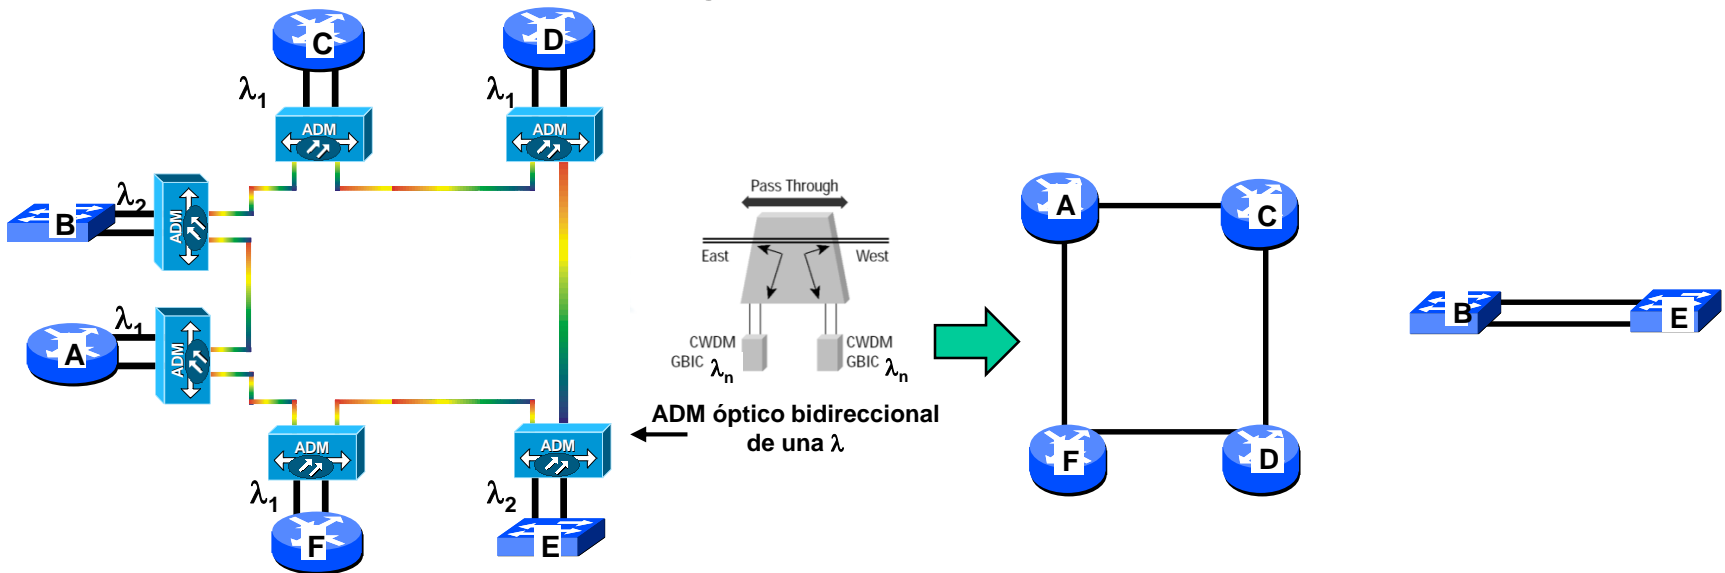 C
D
λ1
λ1
ADM
ADM
λ2
B
ADM
λ1
A
ADM
ADM
ADM
λ1
λ2
F
E
Pass Through
East
West
CWDM
GBIC λn
CWDM
GBIC λn
ADM óptico bidireccional
de una λ
A
C
F
D
B
E